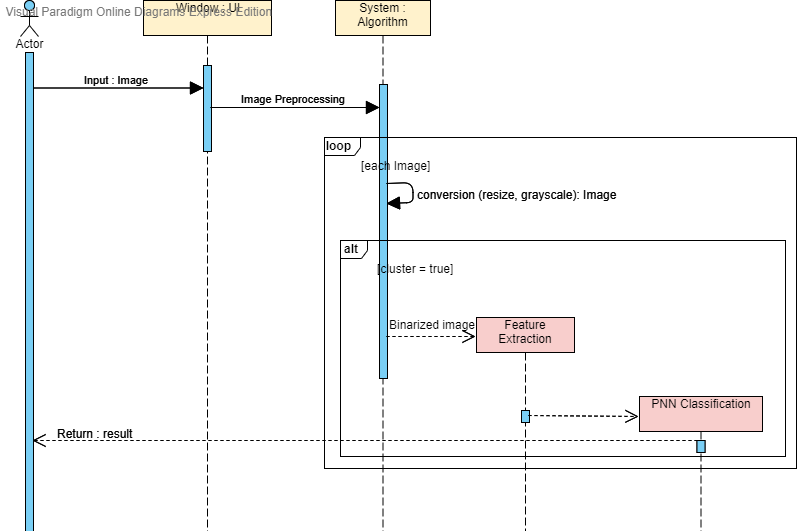 Visual Paradigm Online Diagrams Express Edition
Window : UI
System :
Algorithm
Actor
Input : Image
Image Preprocessing
loop
[each Image]
conversion (resize, grayscale): Image
alt
[cluster = true]
Binarized image
Feature
Extraction
PNN Classification
Return : result